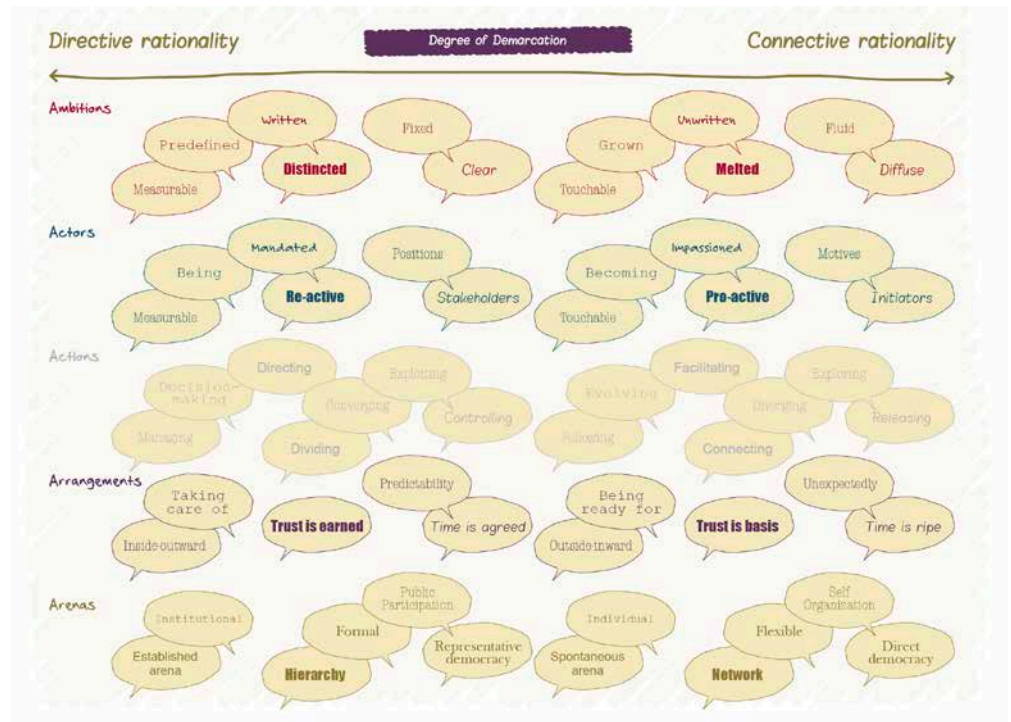 Directive rationality
Degree of Demarcation
Connective rationality
Ambitions
Written
Predefined
Measurable
Distincted
Fixed
Clear
Unwritten
Grown
Touchable
Melted
Fluid
Diffuse
Actors
Mandated
Being
Measurable
Re-active
Positions
Stakeholders
Impassioned
Becoming
Touchable
Pro-active
Motives
Initiators
Actions
Directing
Decision-
making
Managing
Converging
Dividing
Exploiting
Controlling
Facilitating
Evolving
Following
Diverging
Connecting
Exploring
Releasing
Arrangements
Taking
care of
Inside-outward
Trust is earned
Predictability
Time is agreed
Being
ready for
Outside-inward
Trust is basis
Unexpectedly
Time is ripe
Arenas
Institutional
Established
arena
Formal
Hierarchy
Public
Participation
Representative
democracy
Individual
Spontaneous
arena
Flexible
Network
Self
Organization
Direct
democracy